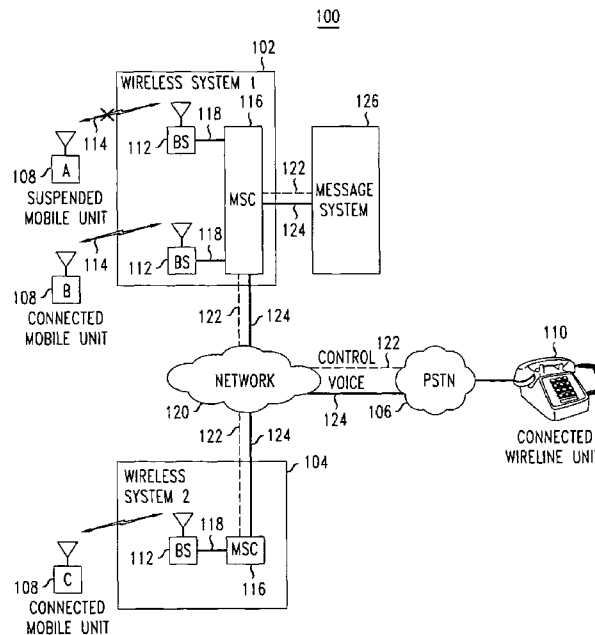 100
102
WIRELESS SYSTEM 1
116
126
118
112
BS
114
108
A
SUSPENDED
MOBILE UNIT
MSC
122
124
MESSAGE
SYSTEM
118
112
BS
114
108
B
CONNECTED
MOBILE UNIT
122
124
110
CONTROL
122
NETWORK
VOICE
PSTN
120
124
106
CONNECTED
WIRELINE UNIT
122
124
104
WIRELESS
SYSTEM 2
118
112
BS
MSC
116
108
C
CONNECTED
MOBILE UNIT